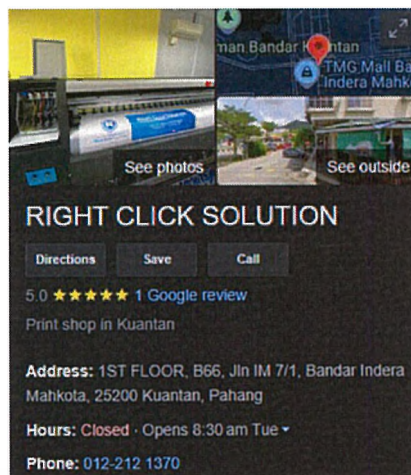 man Bandar Kuantan
TMG Mall Ba
Indera Mahk
See photos
See outside
RIGHT CLICK SOLUTION
Directions
Save
Call
5.0 ★★★★★ 1 Google review
Print shop in Kuantan
Address: 1ST FLOOR, B66, Jln IM 7/1, Bandar Indera
Mahkota, 25200 Kuantan, Pahang
Hours: Closed · Opens 8:30 am Tue
Phone: 012-212 1370